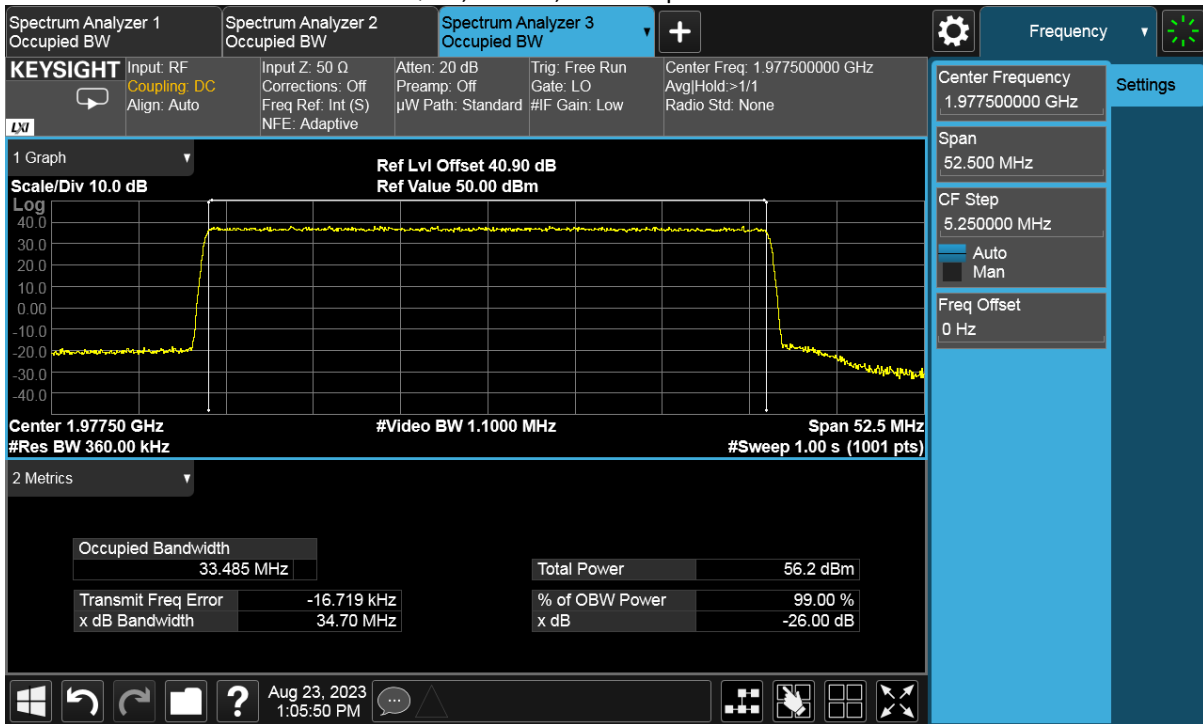 Spectrum Analyzer 1
Occupied BW
Spectrum Analyzer 2
Occupied BW
Spectrum Analyzer 3
Occupied BW
Frequency
KEYSIGHT
LXI
Input: RF
Coupling: DC
Align: Auto
Input Z: 50 Ω
Corrections: Off
Freq Ref: Int (S)
NFE: Adaptive
Atten: 20 dB
Preamp: Off
µW Path: Standard
Trig: Free Run
Gate: LO
#IF Gain: Low
Center Freq: 1.977500000 GHz
Avg|Hold:>1/1
Radio Std: None
Center Frequency
1.977500000 GHz
Settings
Span
52.500 MHz
CF Step
5.250000 MHz
Auto
Man
Freq Offset
0 Hz
1 Graph
Scale/Div 10.0 dB
Ref Lvl Offset 40.90 dB
Ref Value 50.00 dBm
Log
40.0
30.0
20.0
10.0
0.00
-10.0
-20.0
-30.0
-40.0
Center 1.97750 GHz
#Video BW 1.1000 MHz
Span 52.5 MHz
#Res BW 360.00 kHz
#Sweep 1.00 s (1001 pts)
2 Metrics
Occupied Bandwidth
33.485 MHz
Total Power 56.2 dBm
Transmit Freq Error -16.719 kHz
% of OBW Power 99.00 %
x dB Bandwidth 34.70 MHz
x dB -26.00 dB
?
Aug 23, 2023
1:05:50 PM